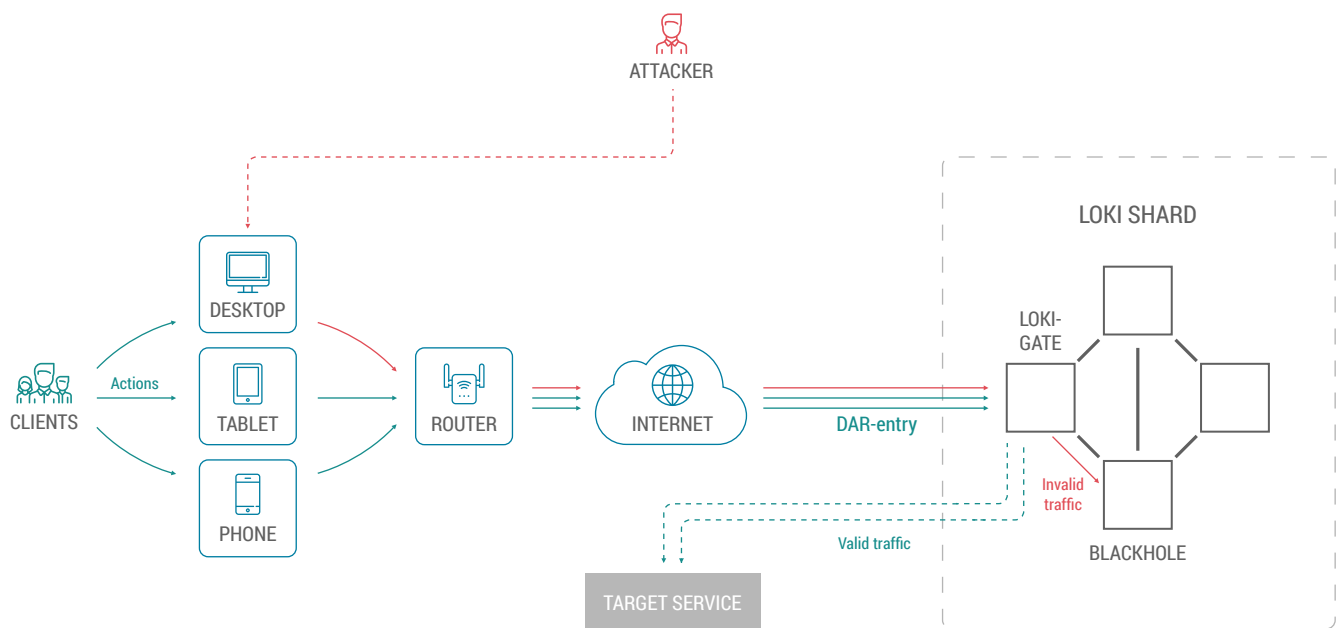 ATTACKER
LOKI SHARD
DESKTOP
LOKI-
GATE
Actions
CLIENTS
TABLET
ROUTER
INTERNET
DAR-entry
Invalid
traffic
PHONE
Valid traffic
BLACKHOLE
TARGET SERVICE